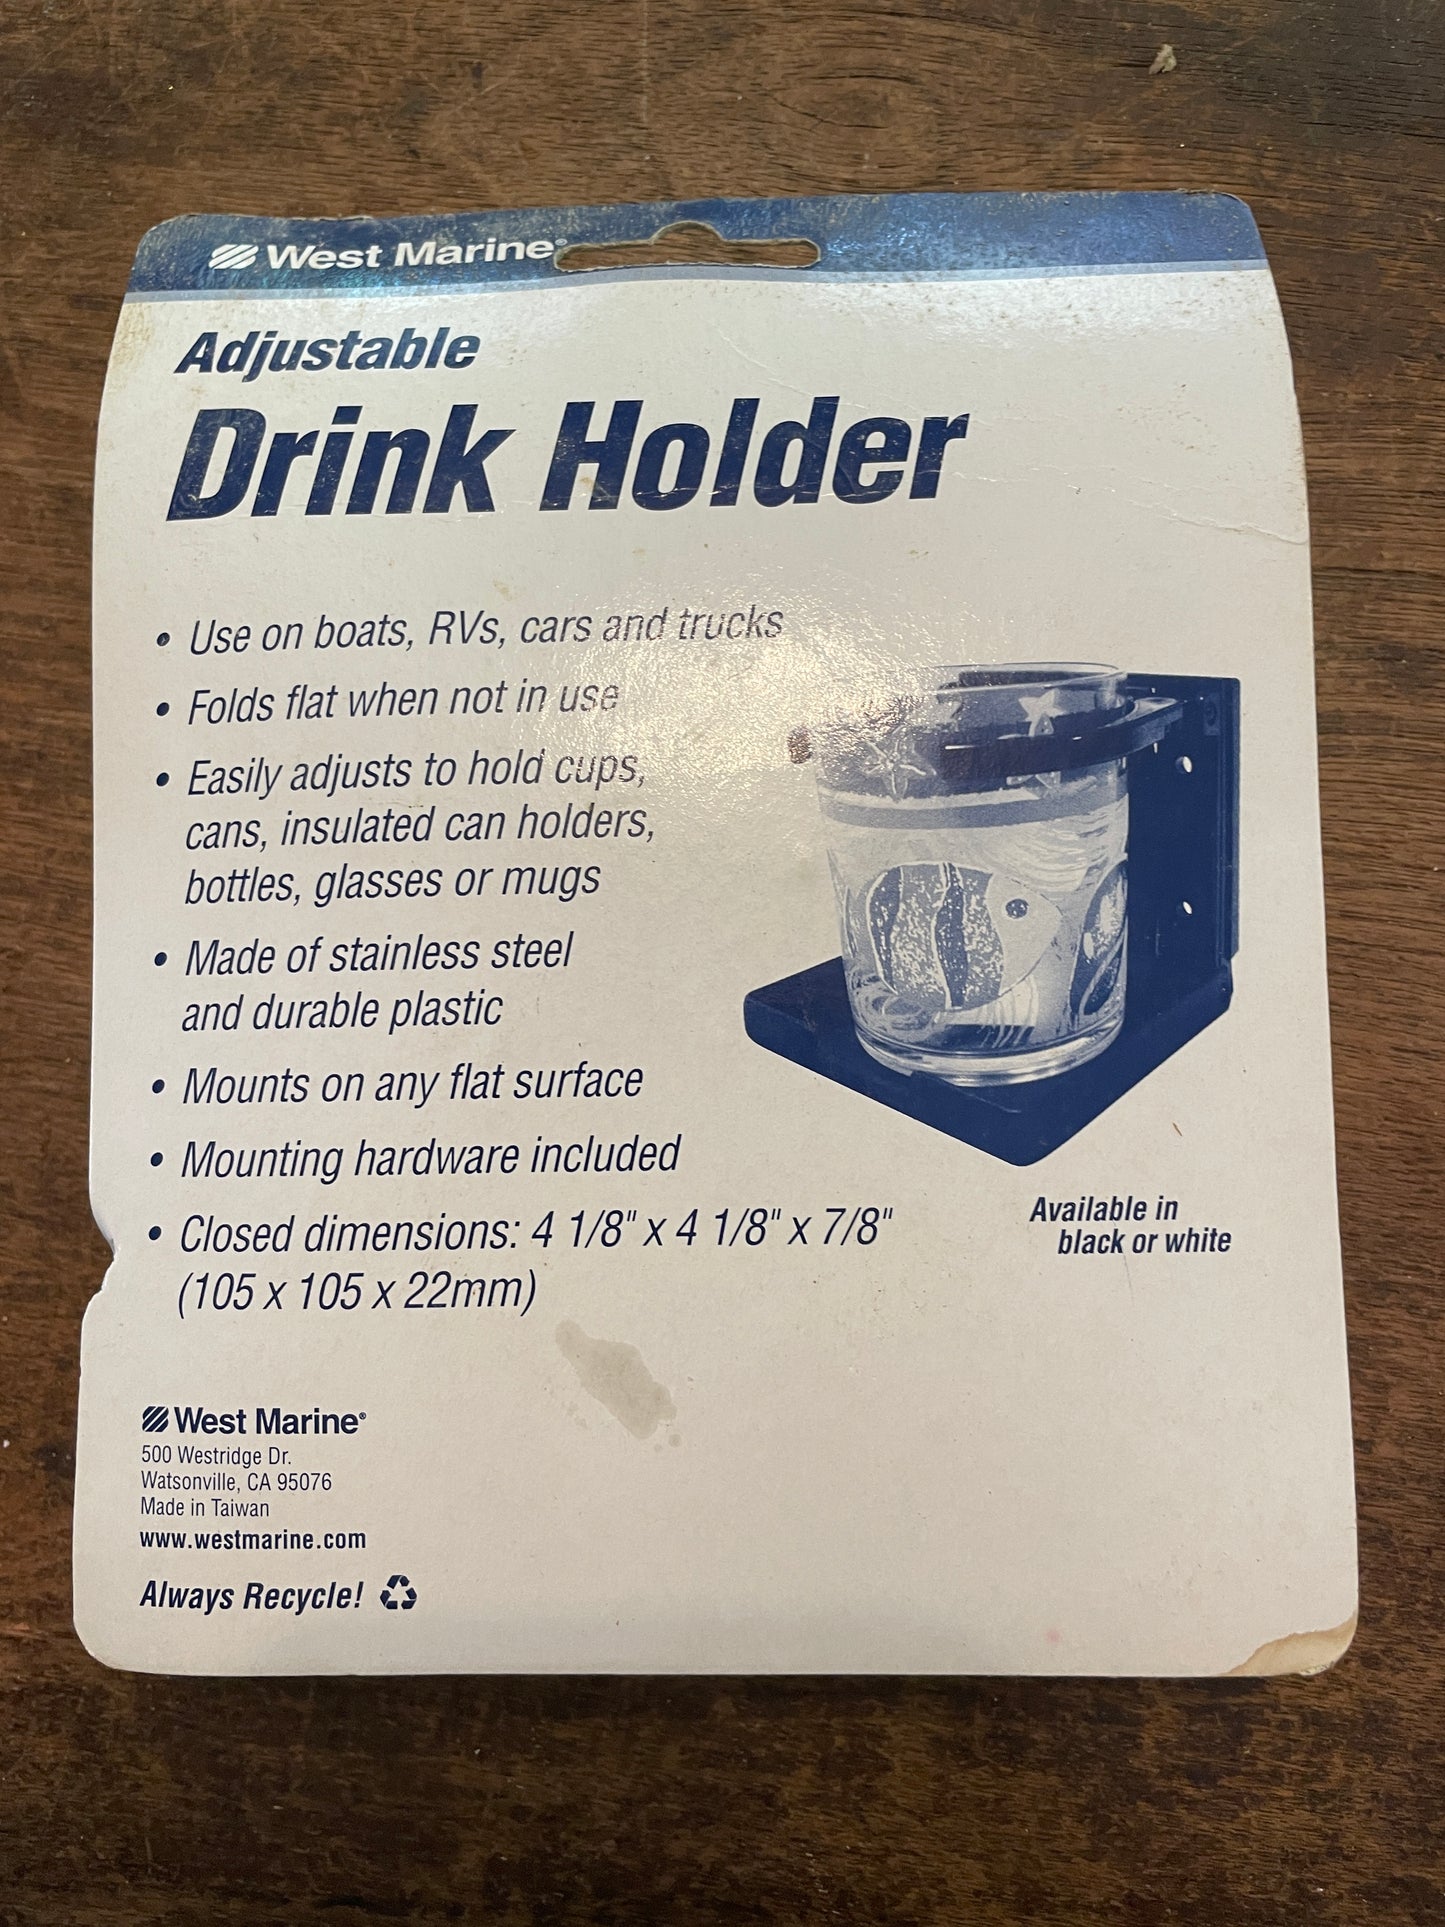 West Marine®
Adjustable
Drink Holder
• Use on boats, RVs, cars and trucks
• Folds flat when not in use
• Easily adjusts to hold cups,
cans, insulated can holders,
bottles, glasses or mugs
• Made of stainless steel
and durable plastic
• Mounts on any flat surface
• Mounting hardware included
• Closed dimensions: 4 1/8" x 4 1/8" x 7/8"
(105 x 105 x 22mm)
Available in
black or white
West Marine®
500 Westridge Dr.
Watsonville, CA 95076
Made in Taiwan
www.westmarine.com
Always Recycle!